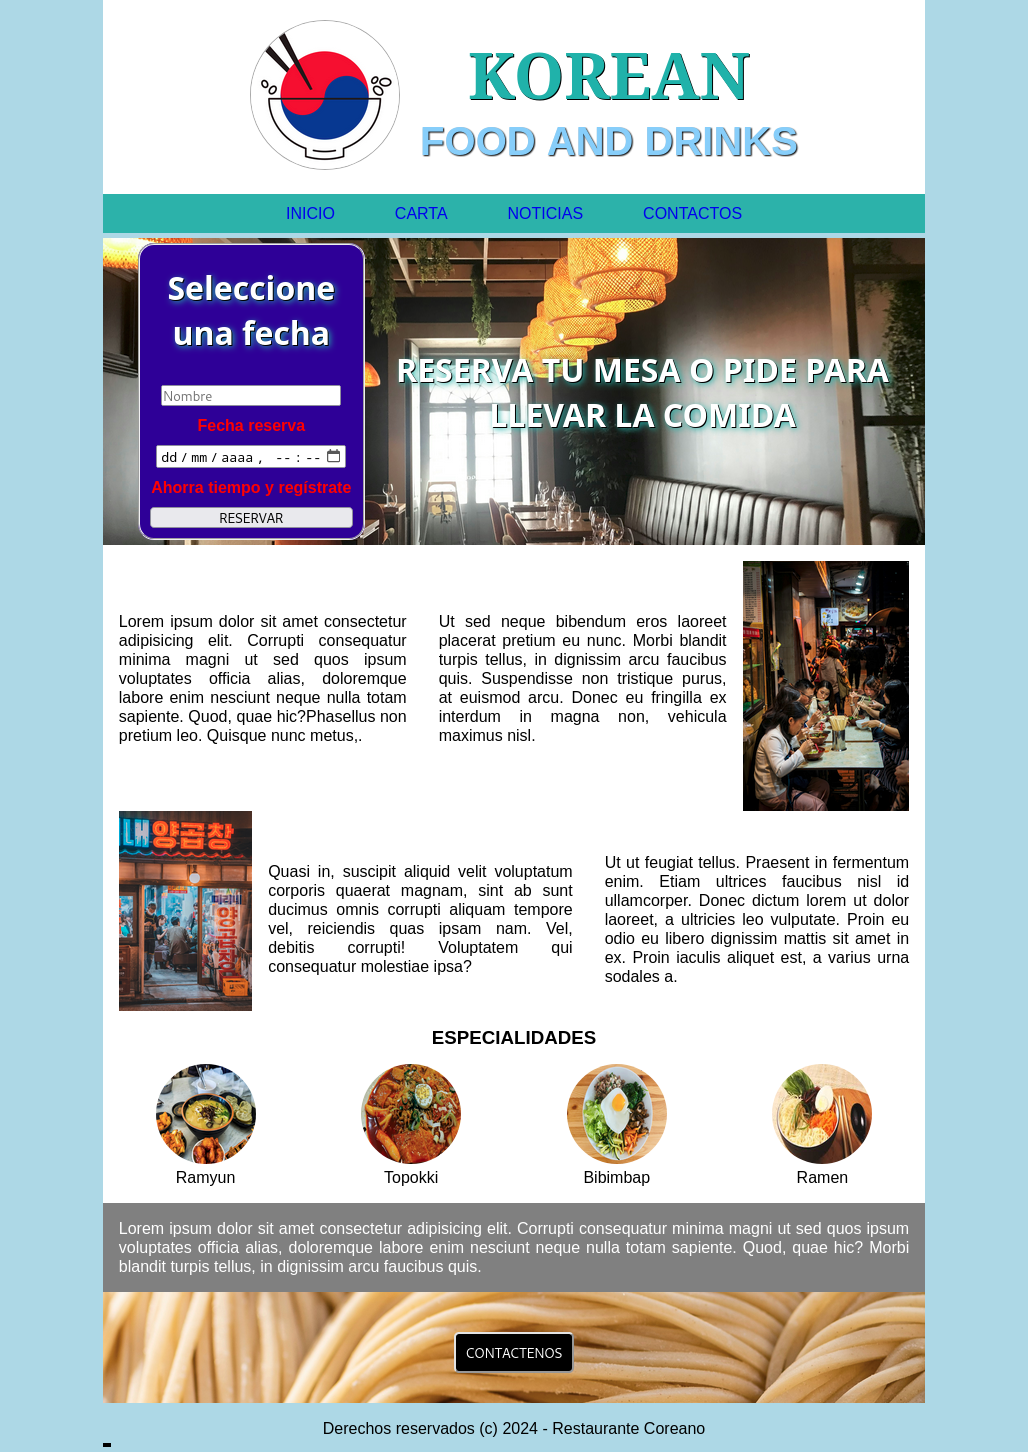 KOREAN
FOOD AND DRINKS
INICIO CARTA NOTICIAS CONTACTOS
Seleccione
una fecha
Nombre
Fecha reserva
dd/mm/aaaa, --:--
Ahorra tiempo y regístrate
RESERVAR
RESERVA TU MESA O PIDE PARA
LLEVAR LA COMIDA
Lorem ipsum dolor sit amet consectetur
adipisicing elit. Corrupti consequatur
minima magni ut sed quos ipsum
voluptates officia alias, doloremque
labore enim nesciunt neque nulla totam
sapiente. Quod, quae hic?Phasellus non
pretium leo. Quisque nunc metus,.
Ut sed neque bibendum eros laoreet
placerat pretium eu nunc. Morbi blandit
turpis tellus, in dignissim arcu faucibus
quis. Suspendisse non tristique purus,
at euismod arcu. Donec eu fringilla ex
interdum in magna non, vehicula
maximus nisl.
양곱창
Quasi in, suscipit aliquid velit voluptatum
corporis quaerat magnam, sint ab sunt
ducimus omnis corrupti aliquam tempore
vel, reiciendis quas ipsam nam. Vel,
debitis corrupti! Voluptatem qui
consequatur molestiae ipsa?
Ut ut feugiat tellus. Praesent in fermentum
enim. Etiam ultrices faucibus nisl id
ullamcorper. Donec dictum lorem ut dolor
laoreet, a ultricies leo vulputate. Proin eu
odio eu libero dignissim mattis sit amet in
ex. Proin iaculis aliquet est, a varius urna
sodales a.
ESPECIALIDADES
Ramyun Topokki Bibimbap Ramen
Lorem ipsum dolor sit amet consectetur adipisicing elit. Corrupti consequatur minima magni ut sed quos ipsum
voluptates officia alias, doloremque labore enim nesciunt neque nulla totam sapiente. Quod, quae hic? Morbi
blandit turpis tellus, in dignissim arcu faucibus quis.
CONTACTENOS
Derechos reservados (c) 2024 - Restaurante Coreano